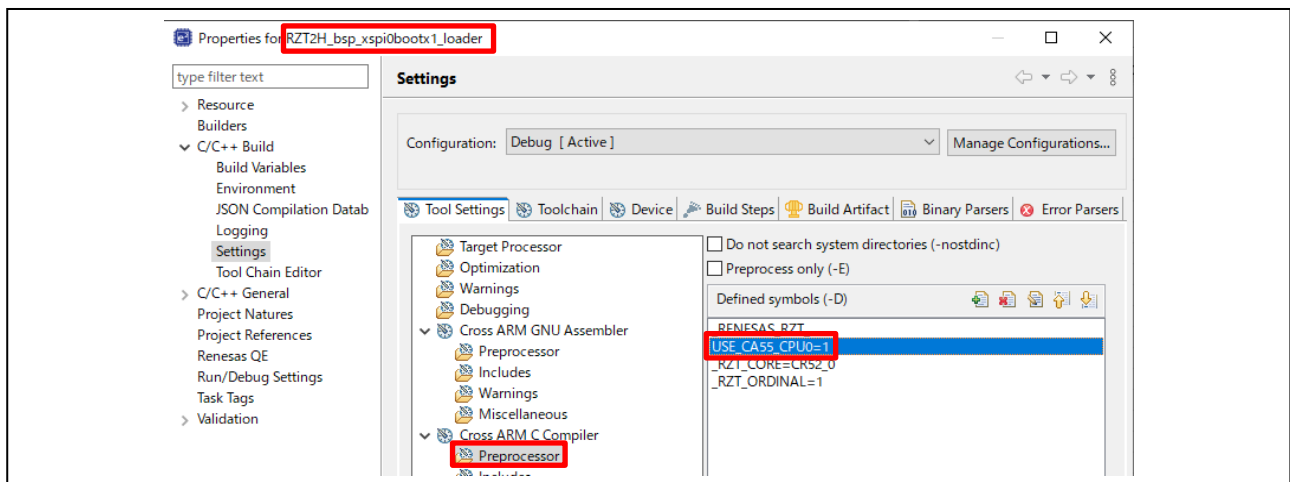 Properties for RZT2H_bsp_xspi0bootx1_loader
type filter text
Settings
Resource
Builders
C/C++ Build
Build Variables
Environment
JSON Compilation Datab
Logging
Settings
Tool Chain Editor
C/C++ General
Project Natures
Project References
Renesas QE
Run/Debug Settings
Task Tags
Validation
Configuration: Debug [ Active ]
Manage Configurations...
Tool Settings Toolchain Device Build Steps Build Artifact Binary Parsers Error Parsers
Target Processor
Optimization
Warnings
Debugging
Cross ARM GNU Assembler
Preprocessor
Includes
Warnings
Miscellaneous
Cross ARM C Compiler
Preprocessor
Includes
Do not search system directories (-nostdinc)
Preprocess only (-E)
Defined symbols (-D)
_RENESAS_RZT_
USE_CA55_CPU0=1
_RZT_CORE=CR52_0
_RZT_ORDINAL=1